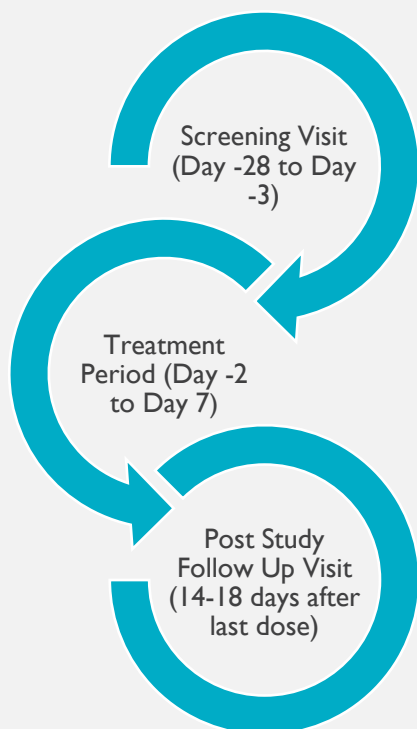 Screening Visit
(Day -28 to Day
-3)
Treatment
Period (Day -2
to Day 7)
Post Study
Follow Up Visit
(14-18 days after
last dose)